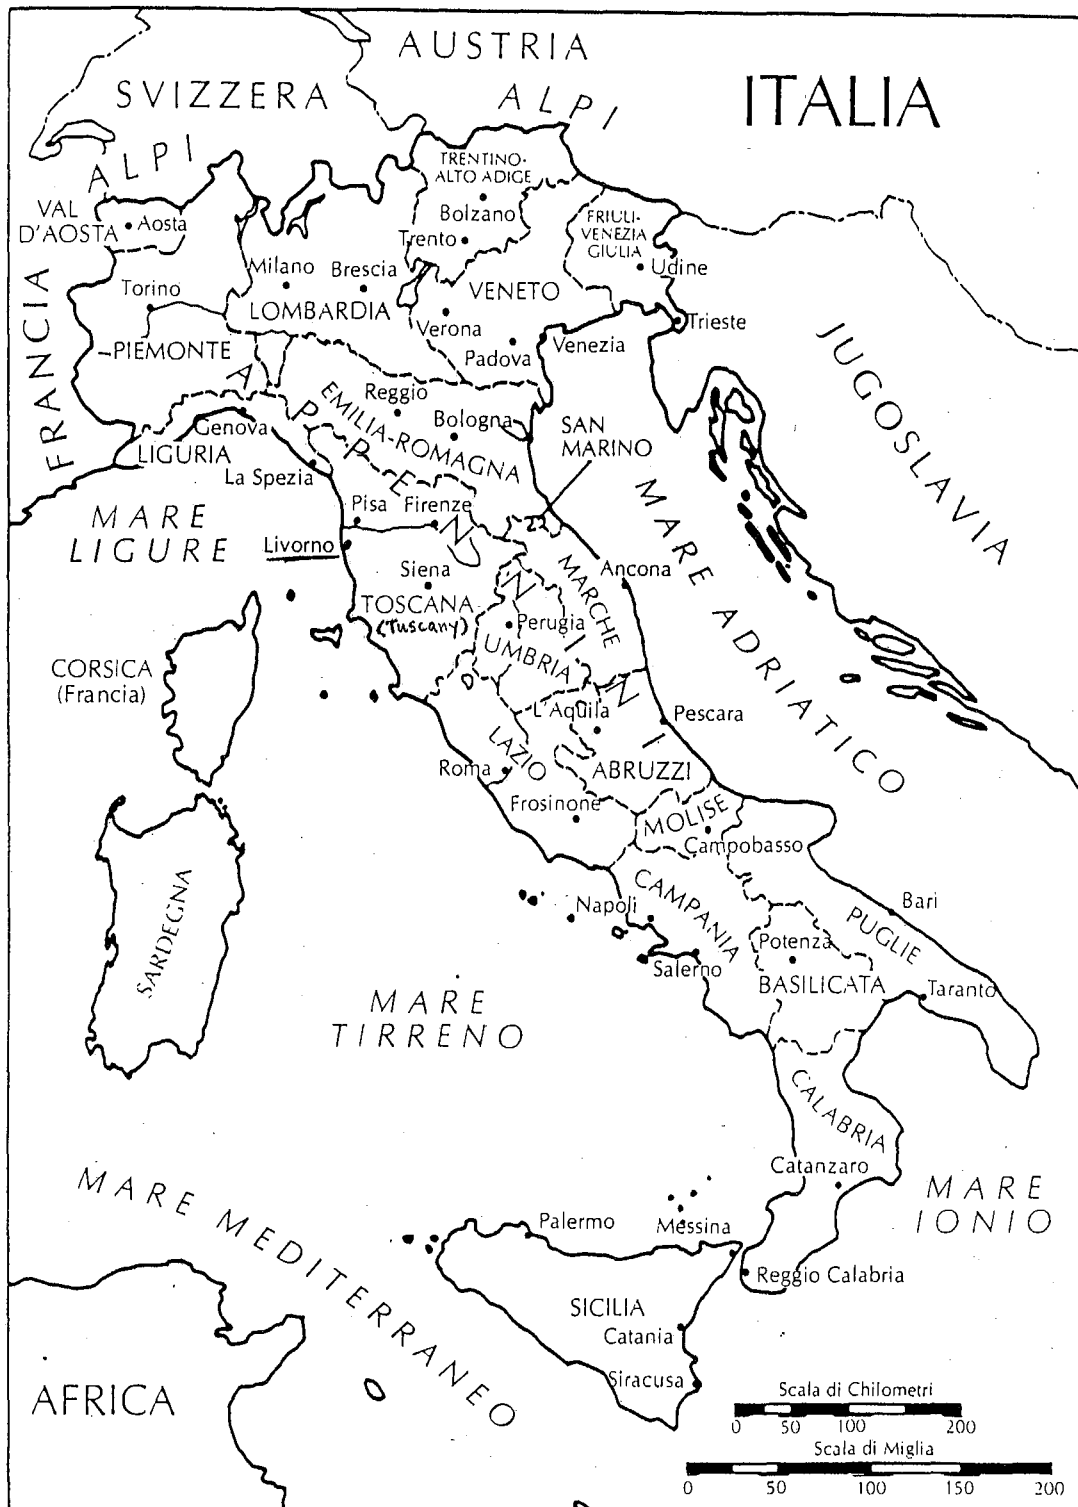 AUSTRIA
ALPI
ITALIA
SVIZZERA
ALPI
TRENTINO-
ALTO ADIGE
Bolzano
Trento
VAL
D'AOSTA
Aosta
FRIULI-
VENEZIA
GIULIA
Udine
Milano
Brescia
LOMBARDIA
VENETO
Torino
Verona
Padova
Venezia
Trieste
FRANCIA
PIEMONTE
JUGOSLAVIA
APPENNINI
Reggio
EMILIA-ROMAGNA
Bologna
SAN
MARINO
Genova
LIGURIA
La Spezia
MARE
LIGURE
Pisa
Firenze
MARE ADRIATICO
Livorno
Siena
TOSCANA
(Tuscany)
MARCHE
Ancona
Perugia
UMBRIA
CORSICA
(Francia)
L'Aquila
Pescara
LAZIO
Roma
ABRUZZI
Frosinone
MOLISE
Campobasso
SARDEGNA
CAMPANIA
Napoli
Salerno
Bari
PUGLIE
Potenza
BASILICATA
Taranto
MARE
TIRRENO
CALABRIA
Catanzaro
MARE
IONIO
MARE MEDITERRANEO
Palermo
Messina
Reggio Calabria
SICILIA
Catania
Siracusa
AFRICA
Scala di Chilometri
0 50 100 200
Scala di Miglia
0 50 100 150 200